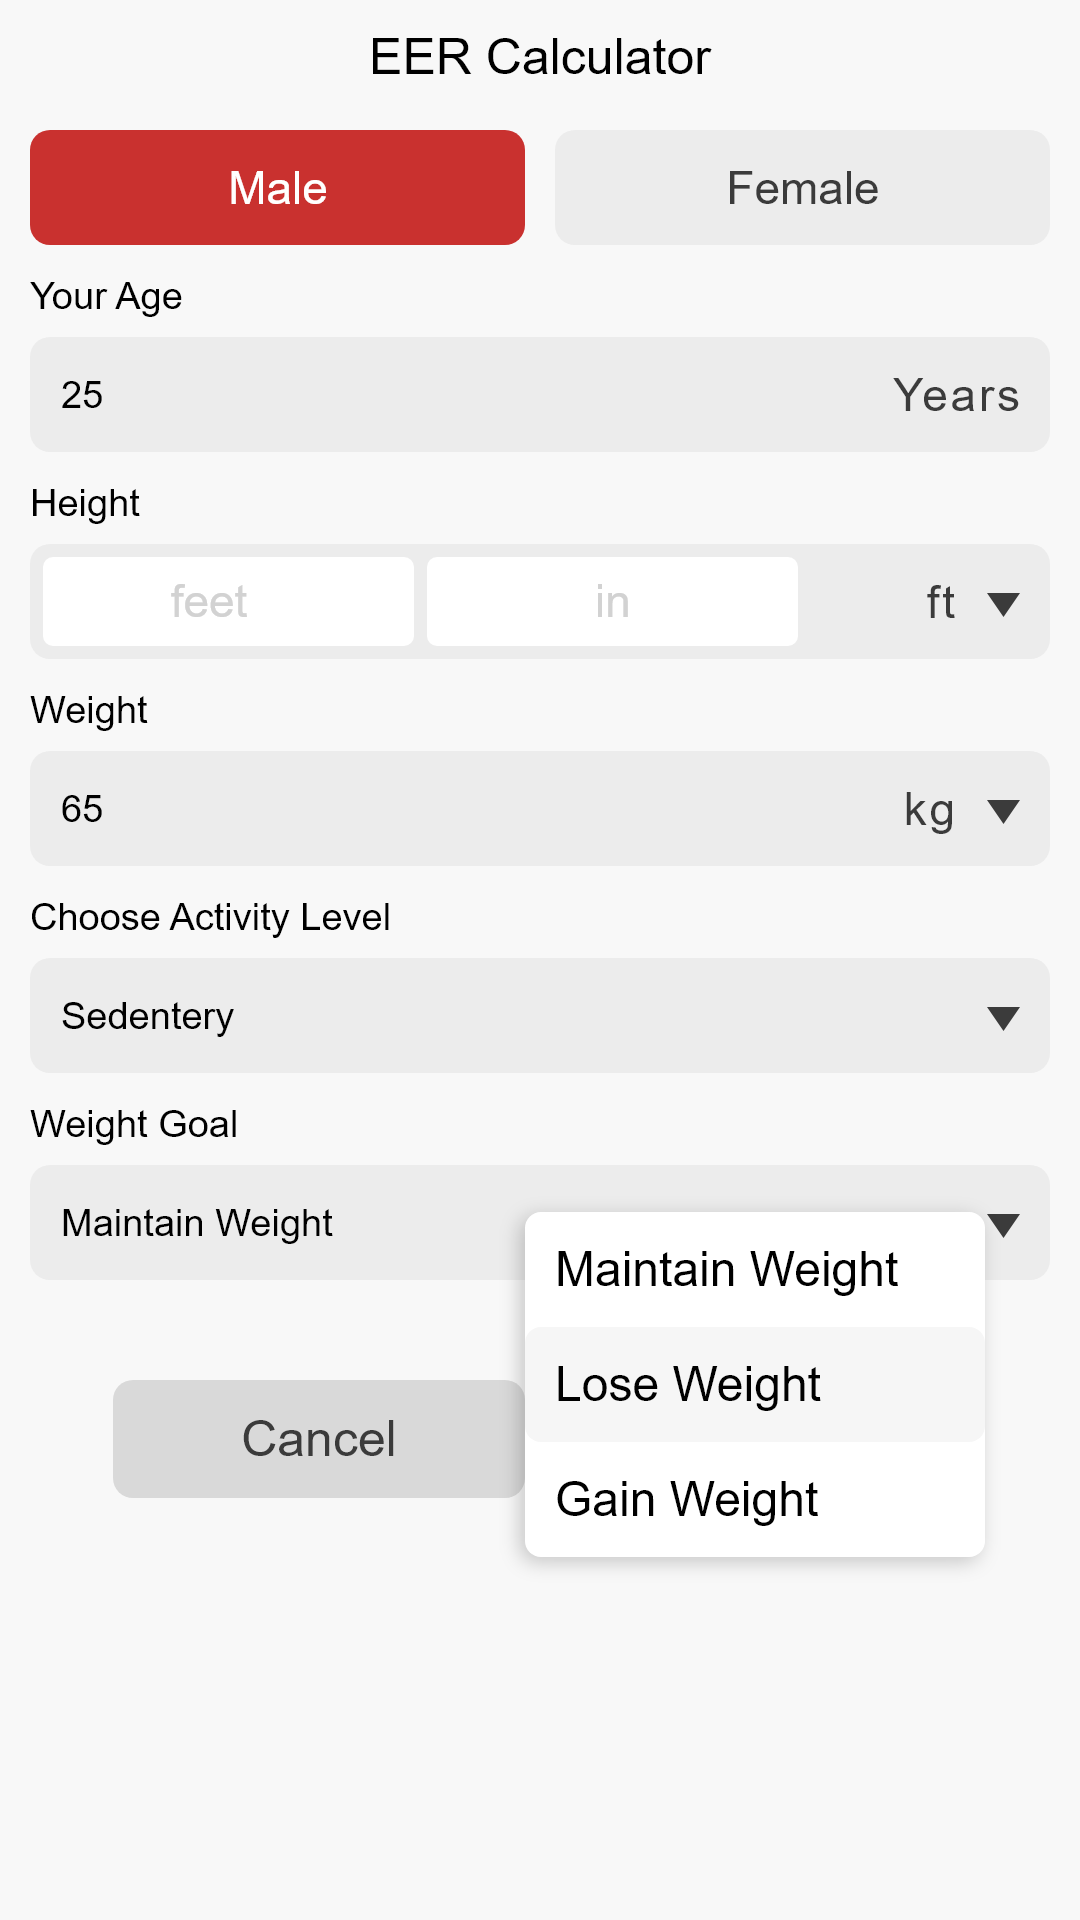 EER Calculator
Male
Female
Your Age
25
Years
Height
feet
in
ft
Weight
65
kg
Choose Activity Level
Sedentery
Weight Goal
Maintain Weight
Maintain Weight
Lose Weight
Gain Weight
Cancel